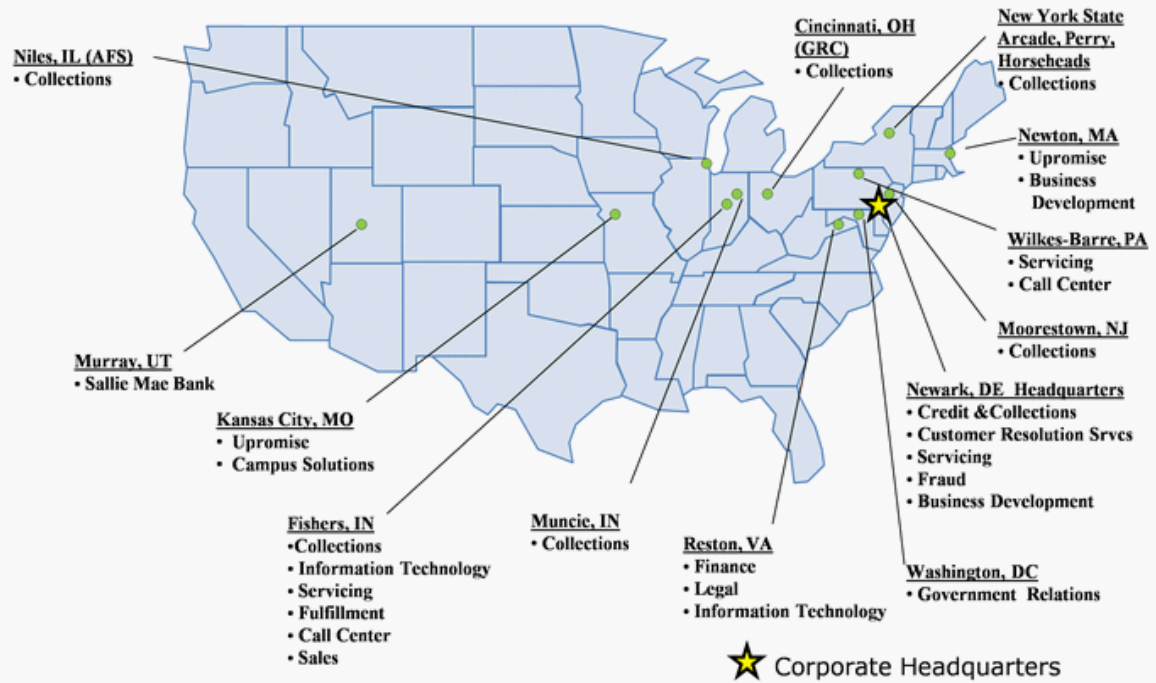 Niles, IL (AFS)
• Collections
Cincinnati, OH
(GRC)
• Collections
New York State
Arcade, Perry,
Horseheads
• Collections
Newton, MA
• Upromise
• Business
Development
Wilkes-Barre, PA
• Servicing
• Call Center
Moorestown, NJ
• Collections
Murray, UT
• Sallie Mae Bank
Kansas City, MO
• Upromise
• Campus Solutions
Fishers, IN
•Collections
• Information Technology
• Servicing
• Fulfillment
• Call Center
• Sales
Muncie, IN
• Collections
Reston, VA
• Finance
• Legal
• Information Technology
Newark, DE Headquarters
• Credit &Collections
• Customer Resolution Srvcs
• Servicing
• Fraud
• Business Development
Washington, DC
• Government Relations
Corporate Headquarters